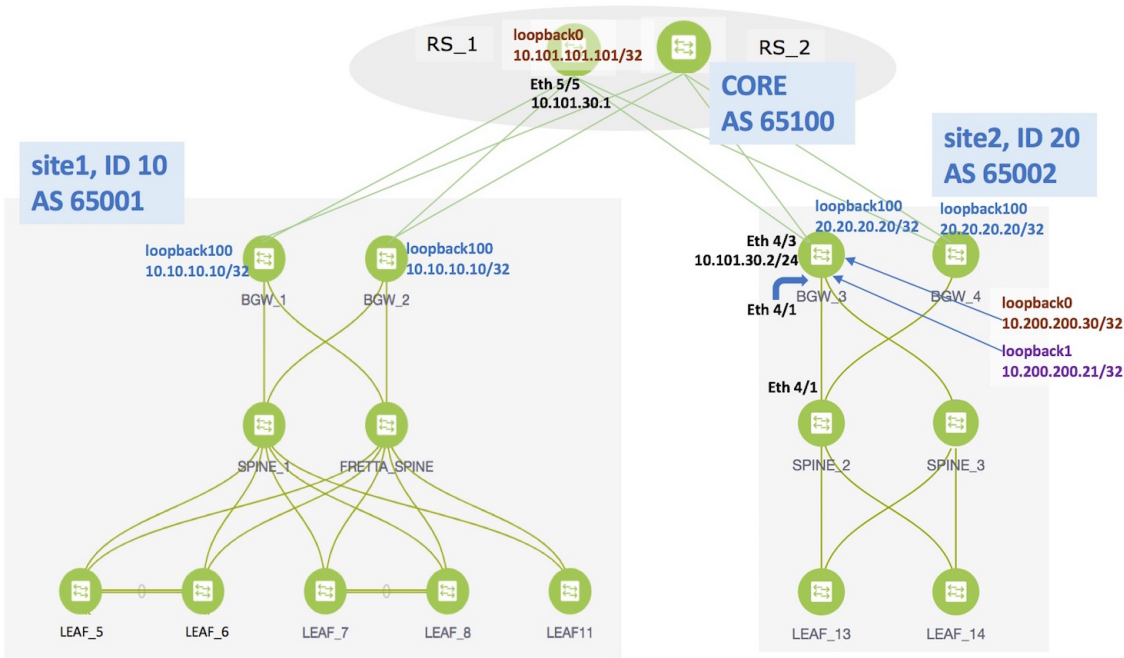 RS_1
loopback0
10.101.101.101/32
RS_2
Eth 5/5
10.101.30.1
CORE
AS 65100
site1, ID 10
AS 65001
site2, ID 20
AS 65002
loopback100
10.10.10.10/32
loopback100
10.10.10.10/32
loopback100
20.20.20.20/32
loopback100
20.20.20.20/32
Eth 4/3
10.101.30.2/24
BGW_1
BGW_2
BGW_3
BGW_4
Eth 4/1
loopback0
10.200.200.30/32
loopback1
10.200.200.21/32
Eth 4/1
SPINE_1
FRETTA_SPINE
SPINE_2
SPINE_3
LEAF_5
LEAF_6
LEAF_7
LEAF_8
LEAF11
LEAF_13
LEAF_14